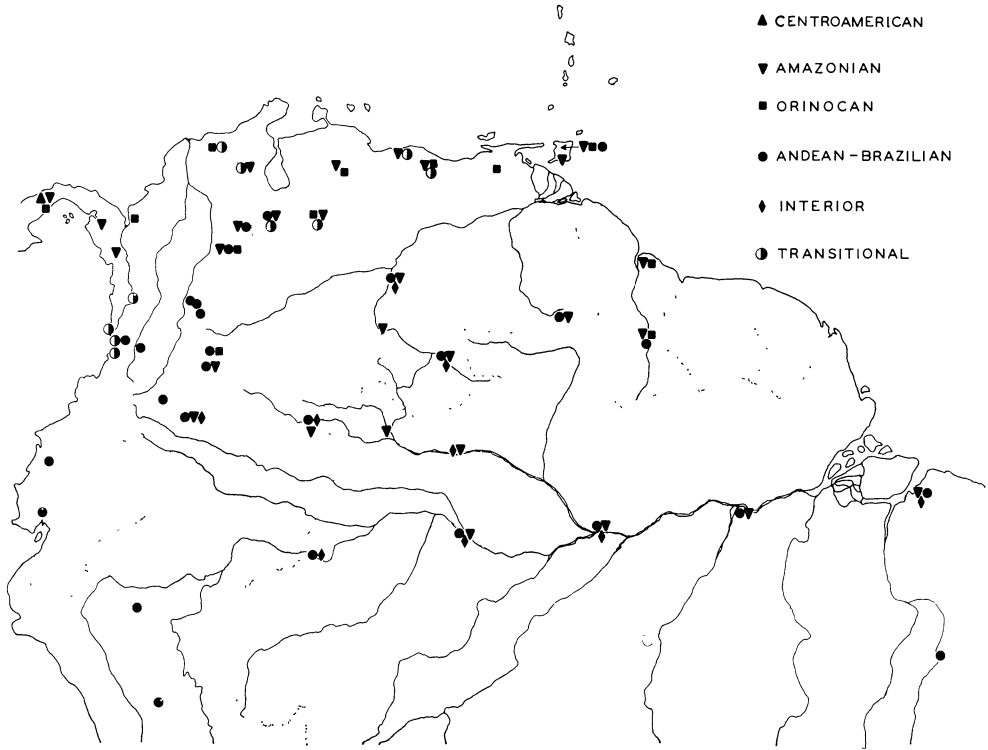 CENTROAMERICAN
AMAZONIAN
ORINOCAN
ANDEAN-BRAZILIAN
INTERIOR
TRANSITIONAL